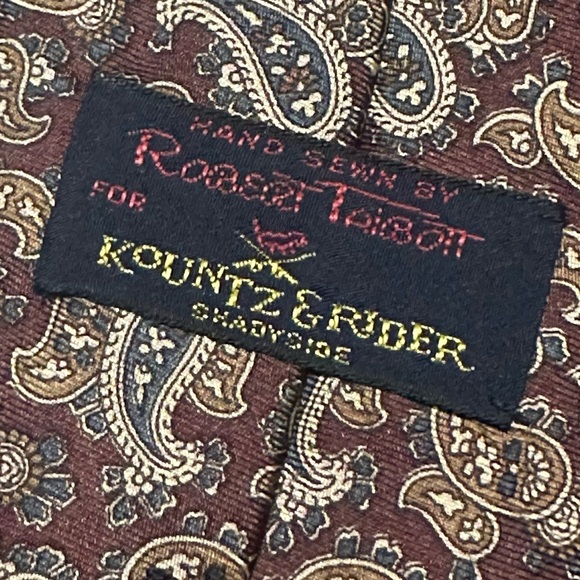 HAND SEWN BY
Robert Talbott
FOR
KOUNTZ & RIDER
SHADYSIDE